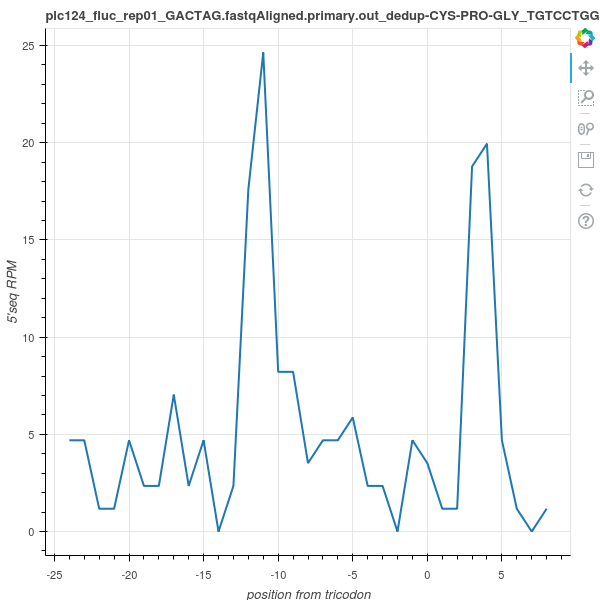 plc124_fluc_rep01_GACTAG.fastqAligned.primary.out_dedup-CYS-PRO-GLY_TGTCCTGG
25
20
15
10
5
0
5'seq RPM
-25 -20 -15 -10 -5 0 5
position from tricodon